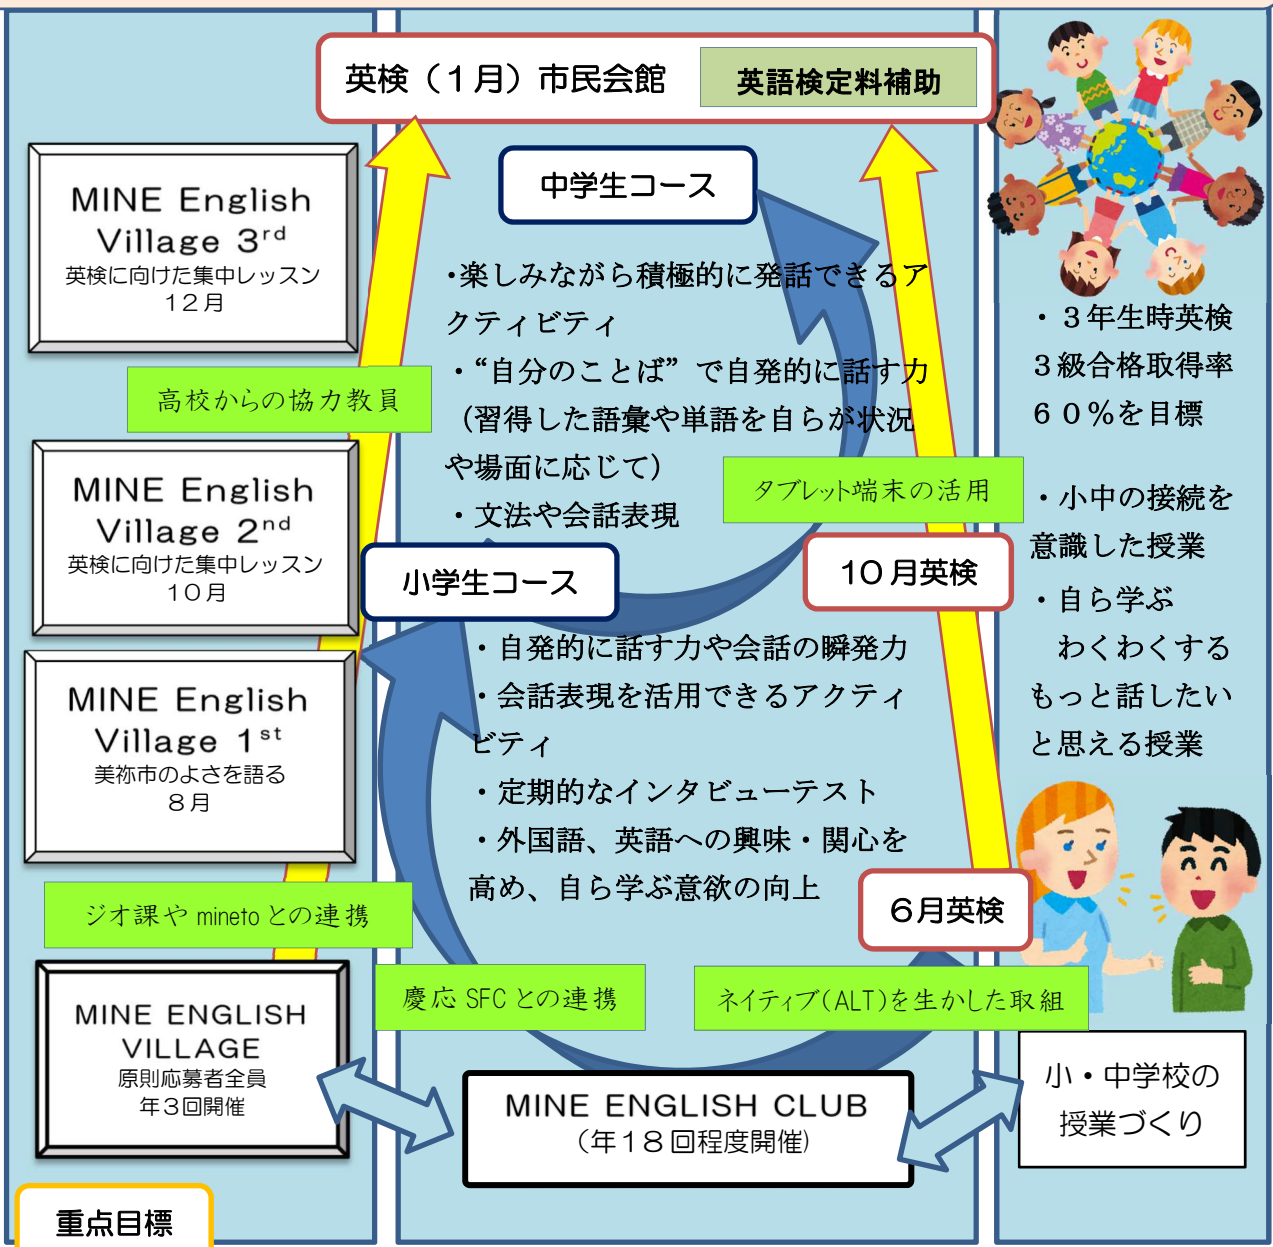 英検（１月）市民会館
英語検定料補助
MINE English
Village 3rd
英検に向けた集中レッスン
１２月
高校からの協力教員
MINE English
Village 2nd
英検に向けた集中レッスン
１０月
MINE English
Village 1st
美祢市のよさを語る
８月
ジオ課や mineto との連携
MINE ENGLISH
VILLAGE
原則応募者全員
年３回開催
重点目標
中学生コース
・楽しみながら積極的に発話できるア
クティビティ
・“自分のことば”で自発的に話す力
（習得した語彙や単語を自らが状況
や場面に応じて）
・文法や会話表現
タブレット端末の活用
小学生コース
１０月英検
・自発的に話す力や会話の瞬発力
・会話表現を活用できるアクティ
ビティ
・定期的なインタビューテスト
・外国語、英語への興味・関心を
高め、自ら学ぶ意欲の向上
６月英検
慶応 SFC との連携
ネイティブ(ALT)を生かした取組
MINE ENGLISH CLUB
（年１８回程度開催)
・３年生時英検
３級合格取得率
６０％を目標
・小中の接続を
意識した授業
・自ら学ぶ
わくわくする
もっと話したい
と思える授業
小・中学校の
授業づくり